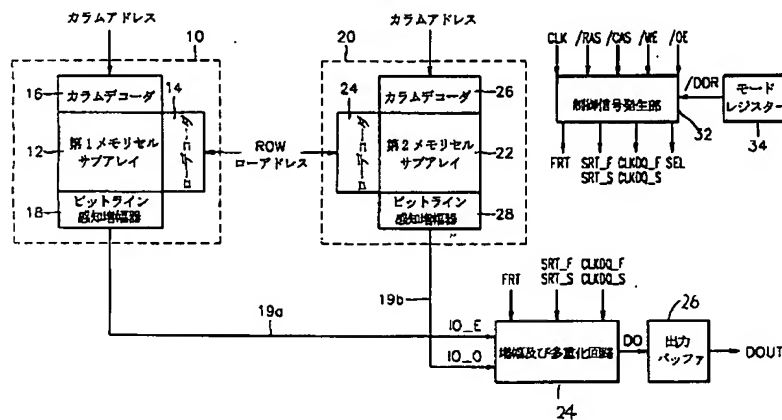 カラムアドレス
10
16
カラムデコーダ
14
12
第1メモリセル
サブアレイ
ローデコーダ
18
ビットライン
感知増幅器
ROW
ローアドレス
カラムアドレス
20
カラムデコーダ
26
24
ローデコーダ
第2メモリセル
サブアレイ
22
ビットライン
感知増幅器
28
CLK /RAS /CAS /WE /OE
制御信号発生部
32
/DDR
モード
レジスター
34
FRT SRT_F CLKDQ_F SEL
SRT_S CLKDQ_S
19a
19b
IO_E
IO_O
FRT
SRT_F CLKDQ_F
SRT_S CLKDQ_S
増幅及び多重化回路
24
DO
26
出力
バッファ
DOUT